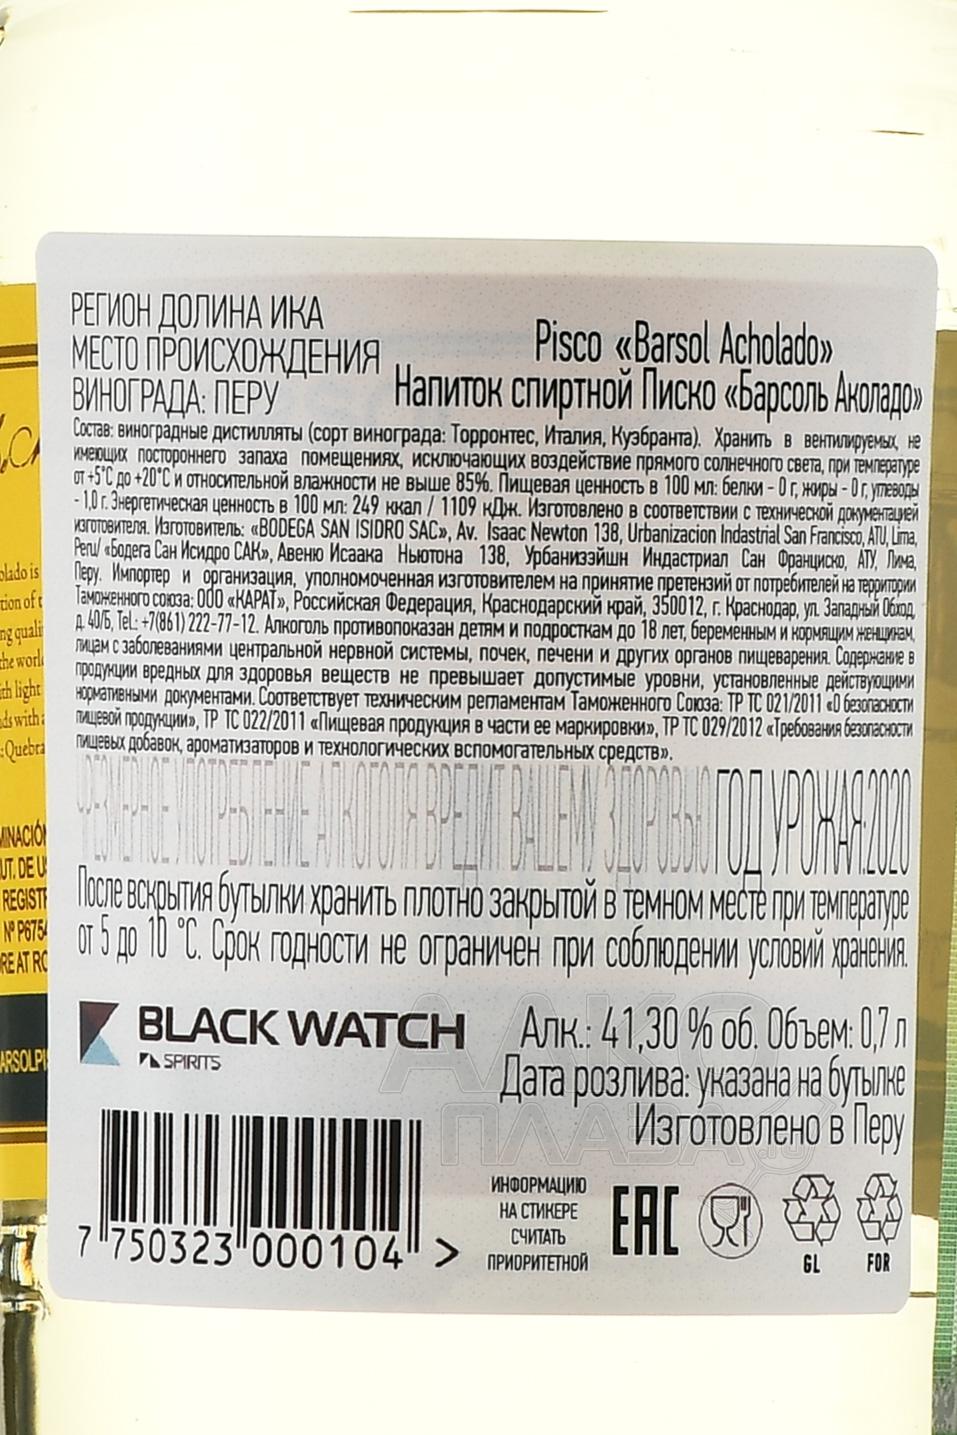 РЕГИОН ДОЛИНА ИКА
МЕСТО ПРОИСХОЖДЕНИЯ
ВИНОГРАДА: ПЕРУ
Pisco «Barsol Acholado»
Напиток спиртной Писко «Барсоль Аколадо»
Состав: виноградные дистилляты (сорт винограда: Торронтес, Италия, Куэбранта). Хранить в вентилируемых, не
имеющих постороннего запаха помещениях, исключающих воздействие прямого солнечного света, при температуре
от +5°С до +20°С и относительной влажности не выше 85%. Пищевая ценность в 100 мл: белки - 0 г, жиры - 0 г, углеводы
- 1,0 г. Энергетическая ценность в 100 мл: 249 ккал / 1109 кДж. Изготовлено в соответствии с технической документацией
изготовителя. Изготовитель: «BODEGA SAN ISIDRO SAC», Av. Isaac Newton 138, Urbanizacion Indastrial San Francisco, ATU, Lima,
Peru/ «Бодега Сан Исидро САК», Авеню Исаака Ньютона 138, Урбанизэйшн Индастриал Сан Франциско, АТУ, Лима,
Перу. Импортер и организация, уполномоченная изготовителем на принятие претензий от потребителей на территории
Таможенного союза: ООО «КАРАТ», Российская Федерация, Краснодарский край, 350012, г. Краснодар, ул. Западный Обход,
д. 40/Б, Tel.: +7(861) 222-77-12. Алкоголь противопоказан детям и подросткам до 18 лет, беременным и кормящим женщинам,
лицам с заболеваниями центральной нервной системы, почек, печени и других органов пищеварения. Содержание в
продукции вредных для здоровья веществ не превышает допустимые уровни, установленные действующими
нормативными документами. Соответствует техническим регламентам Таможенного Союза: ТР ТС 021/2011 «О безопасности
пищевой продукции», ТР ТС 022/2011 «Пищевая продукция в части ее маркировки», ТР ТС 029/2012 «Требования безопасности
пищевых добавок, ароматизаторов и технологических вспомогательных средств».
ЧРЕЗМЕРНОЕ УПОТРЕБЛЕНИЕ АЛКОГОЛЯ ВРЕДИТ ВАШЕМУ ЗДОРОВЬЮ ГОД УРОЖАЯ:2020
После вскрытия бутылки хранить плотно закрытой в темном месте при температуре
от 5 до 10 °С. Срок годности не ограничен при соблюдении условий хранения.
BLACK WATCH
SPIRITS
Алк.: 41,30 % об. Объем: 0,7 л
Дата розлива: указана на бутылке
Изготовлено в Перу
АЛКО
ПЛАЗА.ru
7 750323 000104 >
ИНФОРМАЦИЮ
НА СТИКЕРЕ
СЧИТАТЬ
ПРИОРИТЕТНОЙ
EAC
GL
FOR